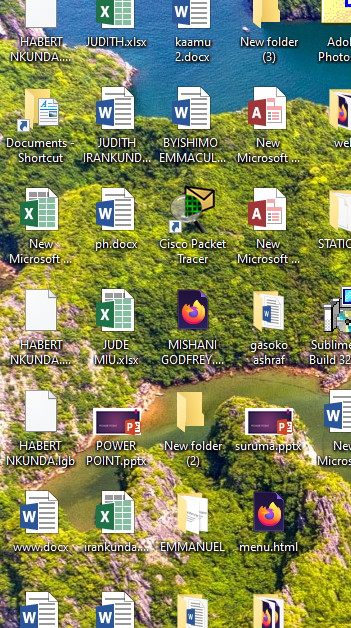 HABERT
NKUNDA....
JUDITH.xlsx
kaamu
2.docx
New folder
(3)
Adol
Photos
Documents -
Shortcut
JUDITH
IRANKUND...
BYISHIMO
EMMACUL...
New
Microsoft ...
wel
New
Microsoft ...
ph.docx
Cisco Packet
Tracer
New
Microsoft ...
STATIC
HABERT
NKUNDA....
JUDE
MIU.xlsx
MISHANI
GODFREY....
gasoko
ashraf
Sublime
Build 32
HABERT
NKUNDA.lgb
POWER
POINT.pptx
New folder
(2)
suruma.pptx
New
Micros
www.docx
irankunda....
EMMANUEL
menu.html